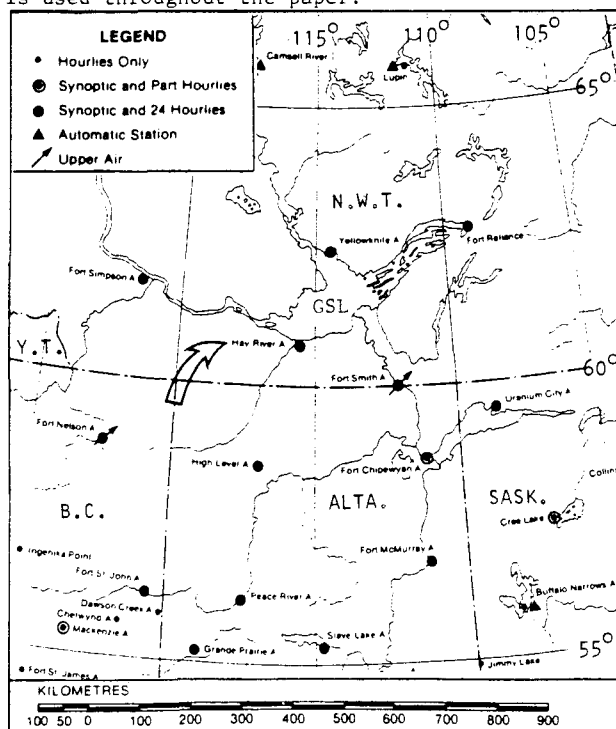 is used throughout the paper.
LEGEND
Hourlies Only
Synoptic and Part Hourlies
Synoptic and 24 Hourlies
Automatic Station
Upper Air
115°
110°
105°
Camsell River
Lupin
65°
N.W.T.
Yellowknife A
Fort Reliance
Fort Simpson A
GSL
Hay River A
Y.T.
60°
Fort Smith A
Uranium City A
Fort Nelson A
High Level A
Fort Chipewyan A
Collin
B.C.
ALTA.
SASK.
Cree Lake
Ingenika Point
Fort McMurray A
Fort St. John A
Buffalo Narrows A
Dawson Creek A
Peace River A
Chetwynd A
Mackenzie A
Grande Prairie A
Slave Lake A
55°
Fort St. James A
Jimmy Lake
KILOMETRES
100 50 0 100 200 300 400 500 600 700 800 900